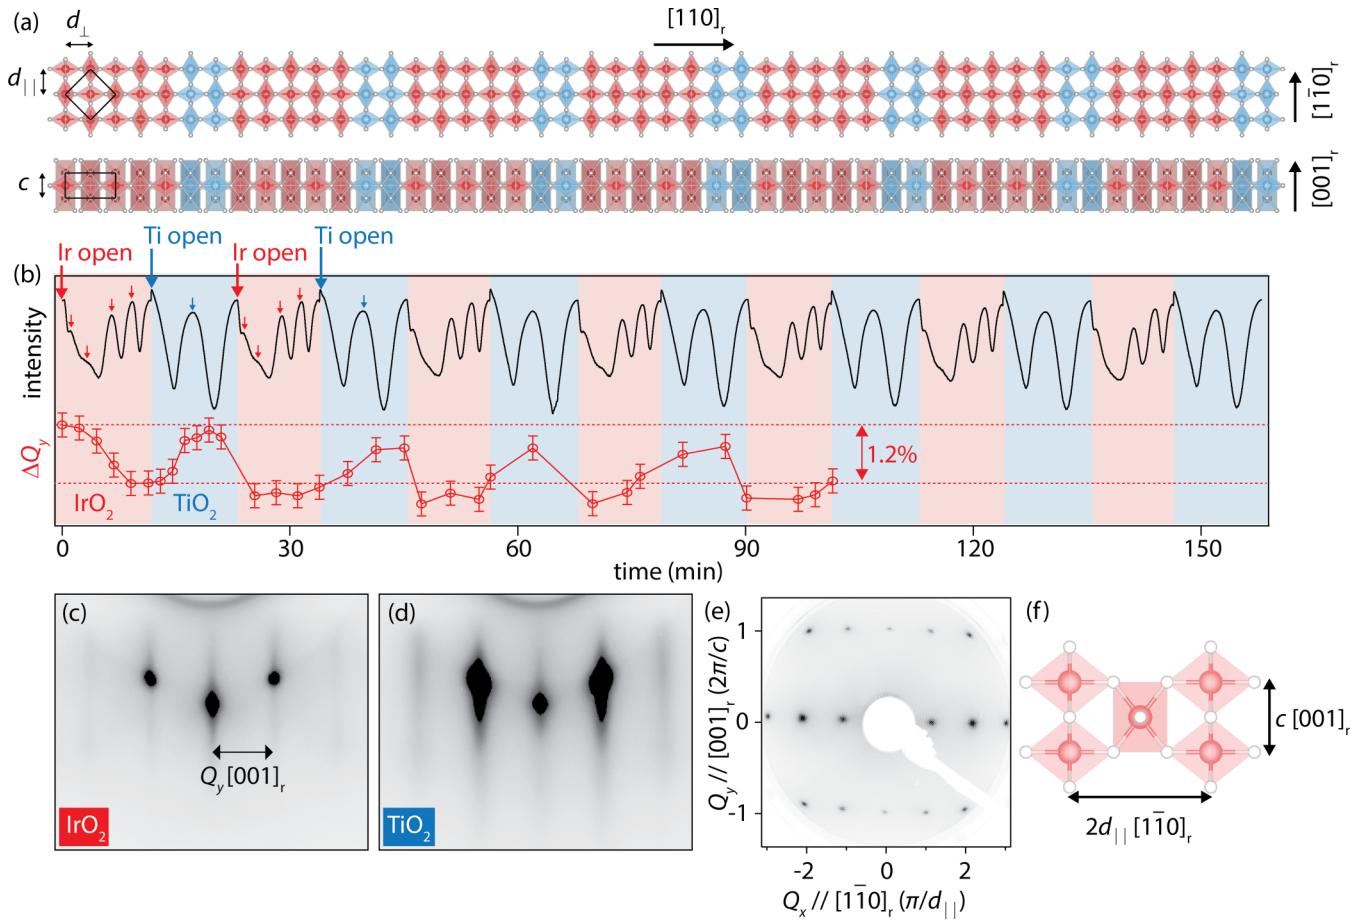 (a)
d⊥
[110]r
d||
[11̅0]r
c
[001]r
(b)
Ir open
Ti open
Ir open
Ti open
intensity
ΔQy
1.2%
IrO2
TiO2
0
30
60
90
120
150
time (min)
(c)
Qy [001]r
IrO2
(d)
TiO2
(e)
1
0
-1
Qy // [001]r (2π/c)
-2
0
2
Qx // [11̅0]r (π/d||)
(f)
c [001]r
2d|| [11̅0]r